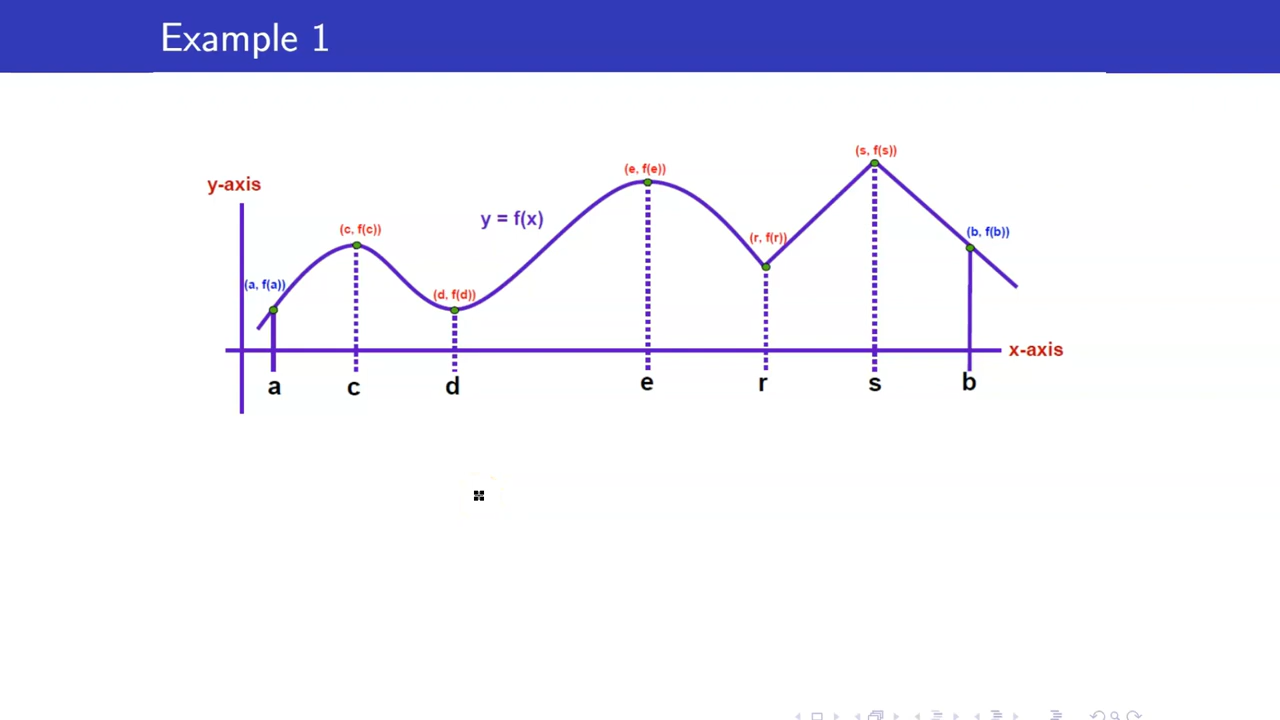 Example 1
(s, f(s))
(e, f(e))
y-axis
y = f(x)
(c, f(c))
(r, f(r))
(b, f(b))
(a, f(a))
(d, f(d))
x-axis
a c d e r s b